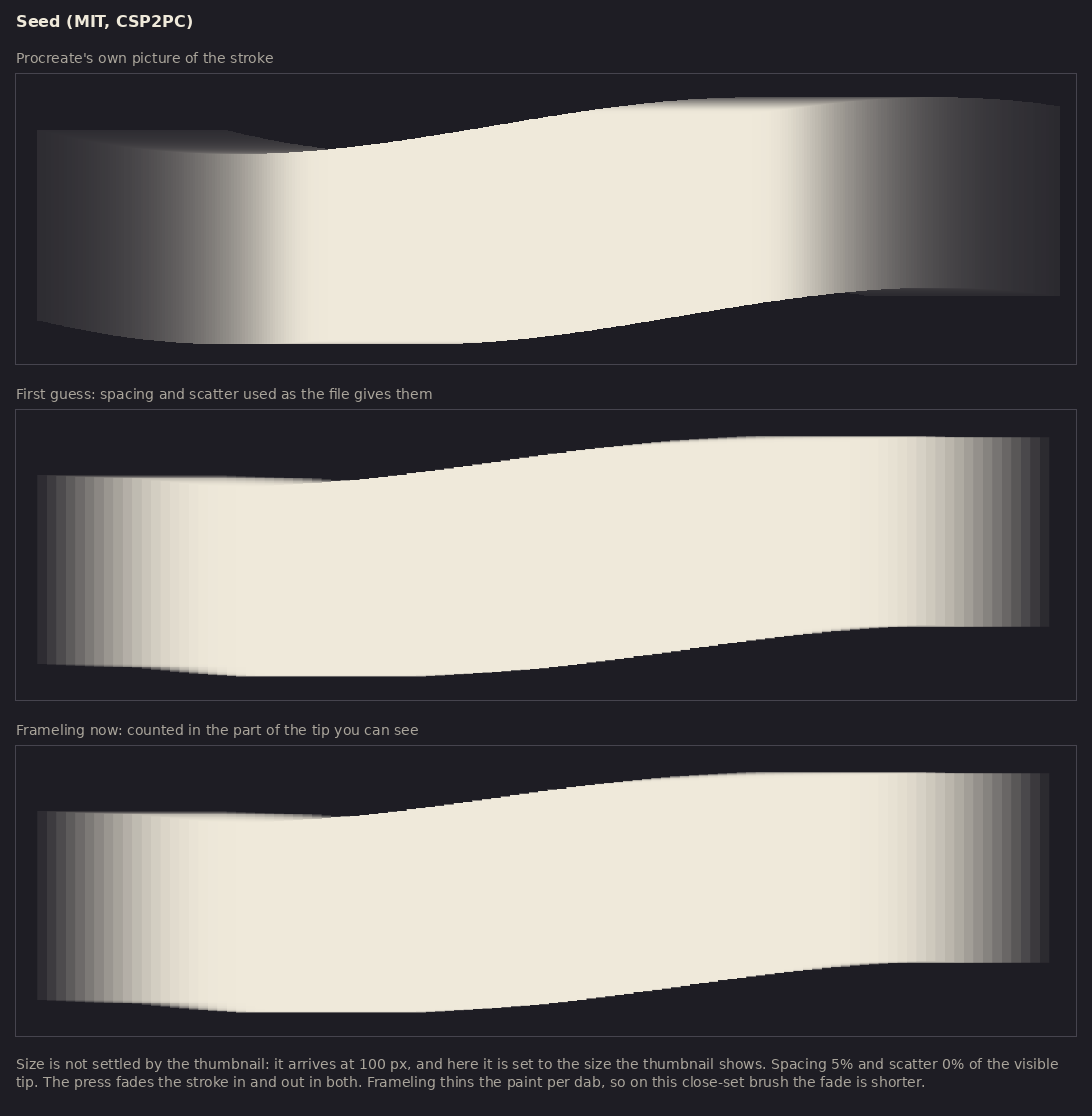 Seed (MIT, CSP2PC)
Procreate's own picture of the stroke
First guess: spacing and scatter used as the file gives them
Frameling now: counted in the part of the tip you can see
Size is not settled by the thumbnail: it arrives at 100 px, and here it is set to the size the thumbnail shows. Spacing 5% and scatter 0% of the visible
tip. The press fades the stroke in and out in both. Frameling thins the paint per dab, so on this close-set brush the fade is shorter.